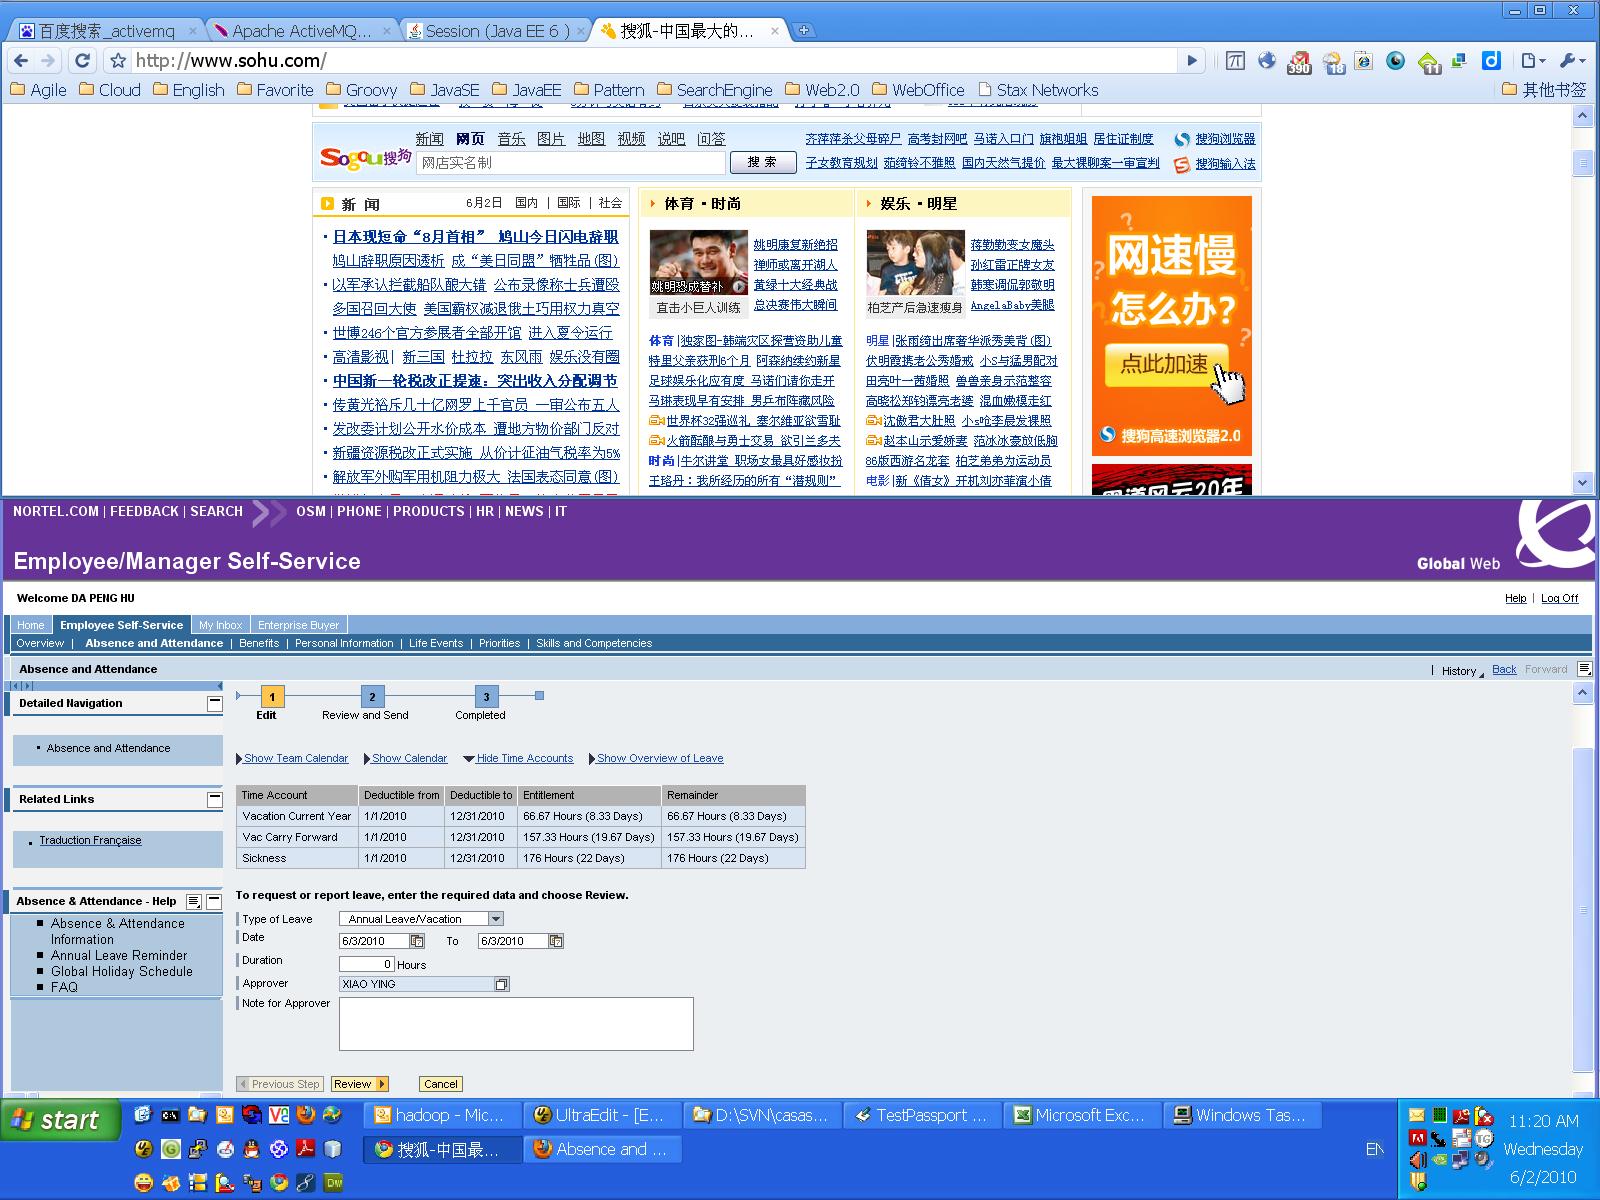 百度搜索_activemq
Apache ActiveMQ...
Session (Java EE 6 )
搜狐-中国最大的...
http://www.sohu.com/
390
18
11
Agile Cloud English Favorite Groovy JavaSE JavaEE Pattern SearchEngine Web2.0 WebOffice Stax Networks 其他书签
新闻 网页 音乐 图片 地图 视频 说吧 问答
Sogou搜狗 网店实名制 搜 索
齐萍萍杀父母碎尸 高考封网吧 马诺入口门 旗袍姐姐 居住证制度
子女教育规划 茹绮铃不雅照 国内天然气提价 最大裸聊案一审宣判
搜狗浏览器
搜狗输入法
新 闻 6月2日 国内 | 国际 | 社会
日本现短命“8月首相” 鸠山今日闪电辞职
鸠山辞职原因透析 成“美日同盟”牺牲品(图)
以军承认拦截船队酿大错 公布录像称士兵遭殴
多国召回大使 美国霸权减退俄土巧用权力真空
世博246个官方参展者全部开馆 进入夏令运行
高清影视| 新三国 杜拉拉 东风雨 娱乐没有圈
中国新一轮税改正提速：突出收入分配调节
传黄光裕斥几十亿网罗上千官员 一审公布五人
发改委计划公开水价成本 遭地方物价部门反对
新疆资源税改正式实施 从价计征油气税率为5%
解放军外购军用机阻力极大 法国表态同意(图)
体育·时尚
姚明恐成替补
直击小巨人训练
姚明康复新绝招
禅师或离开湖人
黄绿十大经典战
总决赛伟大瞬间
体育|独家图-韩端灾区探营资助儿童
特里父亲获刑6个月 阿森纳续约新星
足球娱乐化应有度 马诺们请你走开
马琳表现早有安排 男乒布阵藏风险
世界杯32强巡礼 塞尔维亚欲雪耻
火箭酝酿与勇士交易 欲引兰多夫
时尚|牛尔讲堂 职场女最具好感妆扮
王珞丹：我所经历的所有“潜规则”
娱乐·明星
柏芝产后急速瘦身
蒋勤勤变女魔头
孙红雷正牌女友
韩寒调侃郭敬明
AngelaBaby美腿
明星|张雨绮出席奢华派秀美背(图)
伏明霞携老公秀婚戒 小S与猛男配对
田亮叶一茜婚照 兽兽亲身示范整容
高晓松郑钧谭亮老婆 混血嫩模走红
沈傲君大肚照 小s呛李晨发裸照
赵本山示爱娇妻 范冰冰豪放低胸
86版西游名龙套 柏芝弟弟为运动员
电影|新《倩女》开机刘亦菲演小倩
网速慢
怎么办?
点此加速
搜狗高速浏览器2.0
NORTEL.COM | FEEDBACK | SEARCH OSM | PHONE | PRODUCTS | HR | NEWS | IT
Employee/Manager Self-Service
Global Web
Welcome DA PENG HU
Help | Log Off
Home Employee Self-Service My Inbox Enterprise Buyer
Overview | Absence and Attendance | Benefits | Personal Information | Life Events | Priorities | Skills and Competencies
Absence and Attendance
| History Back Forward
Detailed Navigation
Absence and Attendance
Related Links
Traduction Française
Absence & Attendance - Help
Absence & Attendance
Information
Annual Leave Reminder
Global Holiday Schedule
FAQ
1 2 3
Edit Review and Send Completed
Show Team Calendar Show Calendar Hide Time Accounts Show Overview of Leave
Time Account Deductible from Deductible to Entitlement Remainder
Vacation Current Year 1/1/2010 12/31/2010 66.67 Hours (8.33 Days) 66.67 Hours (8.33 Days)
Vac Carry Forward 1/1/2010 12/31/2010 157.33 Hours (19.67 Days) 157.33 Hours (19.67 Days)
Sickness 1/1/2010 12/31/2010 176 Hours (22 Days) 176 Hours (22 Days)
To request or report leave, enter the required data and choose Review.
Type of Leave Annual Leave/Vacation
Date 6/3/2010 To 6/3/2010
Duration 0 Hours
Approver XIAO YING
Note for Approver
Previous Step Review Cancel
start
hadoop - Mic...
UltraEdit - [E...
D:\SVN\casas...
TestPassport ...
Microsoft Exc...
Windows Tas...
搜狐-中国最...
Absence and ...
EN
11:20 AM
Wednesday
6/2/2010